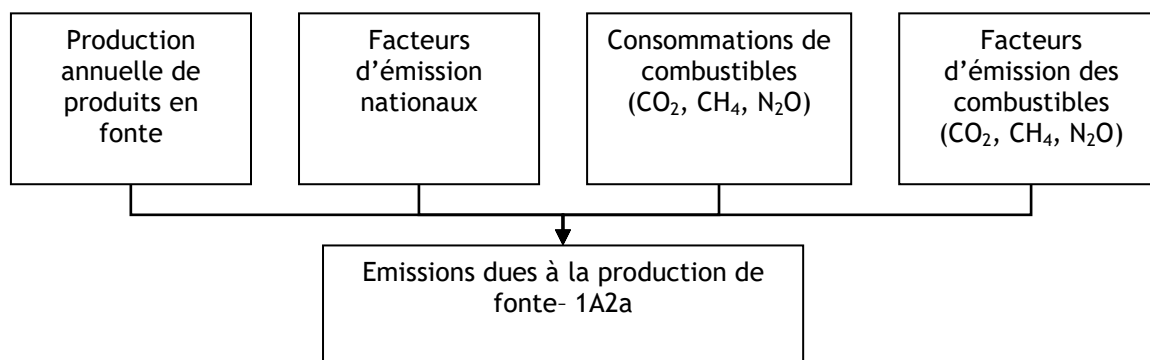 Production
annuelle de
produits en
fonte
Facteurs
d’émission
nationaux
Consommations de
combustibles
(CO₂, CH₄, N₂O)
Facteurs
d’émission des
combustibles
(CO₂, CH₄, N₂O)
Emissions dues à la production de
fonte– 1A2a